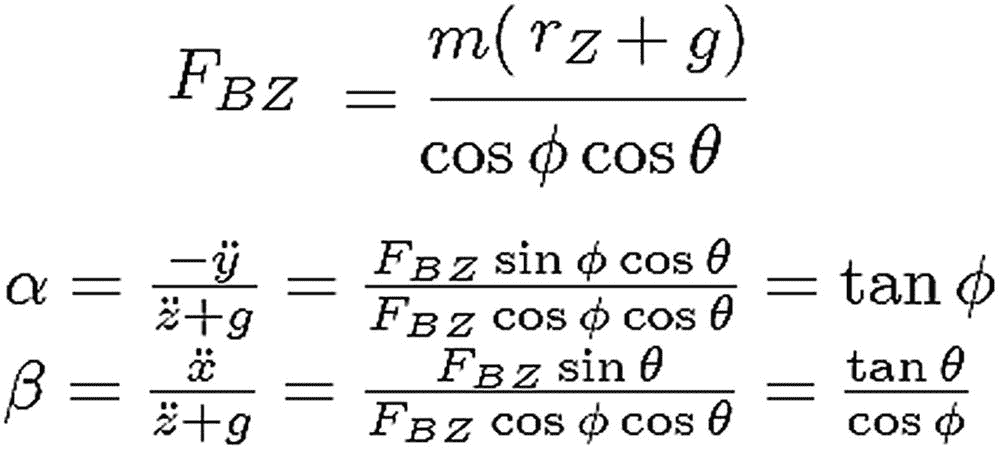 F_{BZ} = \frac{m( r_Z + g)}{\cos \phi \cos \theta}
\alpha = \frac{-\ddot{y}}{\ddot{z}+g} = \frac{F_{BZ} \sin \phi \cos \theta}{F_{BZ} \cos \phi \cos \theta} = \tan \phi
\beta = \frac{\ddot{x}}{\ddot{z}+g} = \frac{F_{BZ} \sin \theta}{F_{BZ} \cos \phi \cos \theta} = \frac{\tan \theta}{\cos \phi}